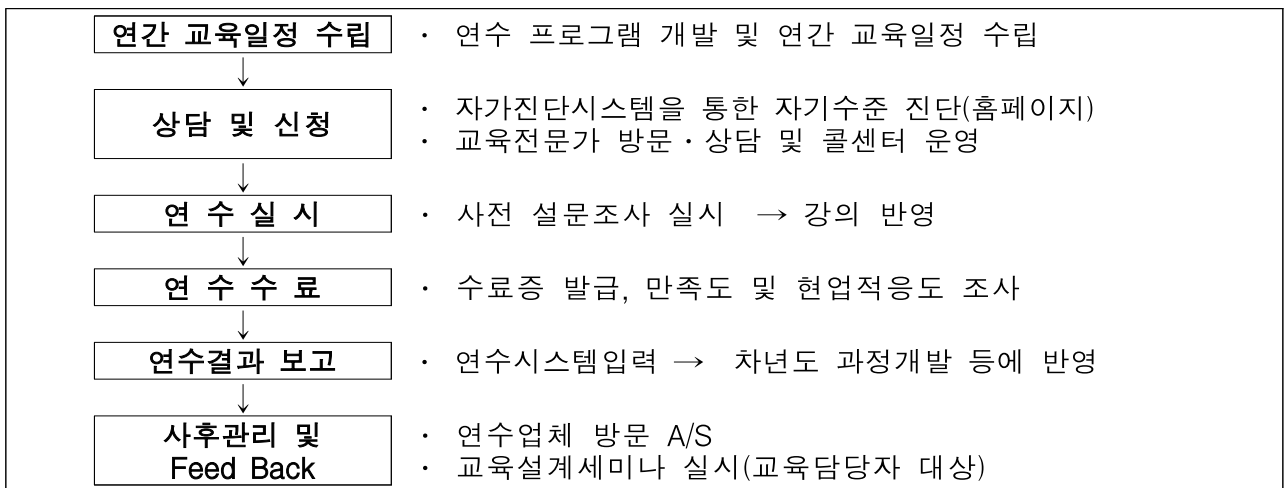 연간 교육일정 수립 · 연수 프로그램 개발 및 연간 교육일정 수립
↓
상담 및 신청
· 자가진단시스템을 통한 자기수준 진단(홈페이지)
· 교육전문가 방문·상담 및 콜센터 운영
↓
연 수 실 시 · 사전 설문조사 실시 → 강의 반영
↓
연 수 수 료 · 수료증 발급, 만족도 및 현업적응도 조사
↓
연수결과 보고 · 연수시스템입력 → 차년도 과정개발 등에 반영
↓
사후관리 및
Feed Back
· 연수업체 방문 A/S
· 교육설계세미나 실시(교육담당자 대상)